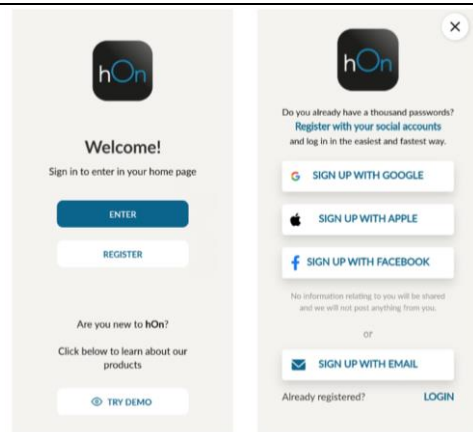 hOn
Welcome!
Sign in to enter in your home page
ENTER
REGISTER
Are you new to hOn?
Click below to learn about our
products
TRY DEMO
hOn
Do you already have a thousand passwords?
Register with your social accounts
and log in in the easiest and fastest way.
SIGN UP WITH GOOGLE
SIGN UP WITH APPLE
SIGN UP WITH FACEBOOK
No information relating to you will be shared
and we will not post anything from you.
or
SIGN UP WITH EMAIL
Already registered? LOGIN